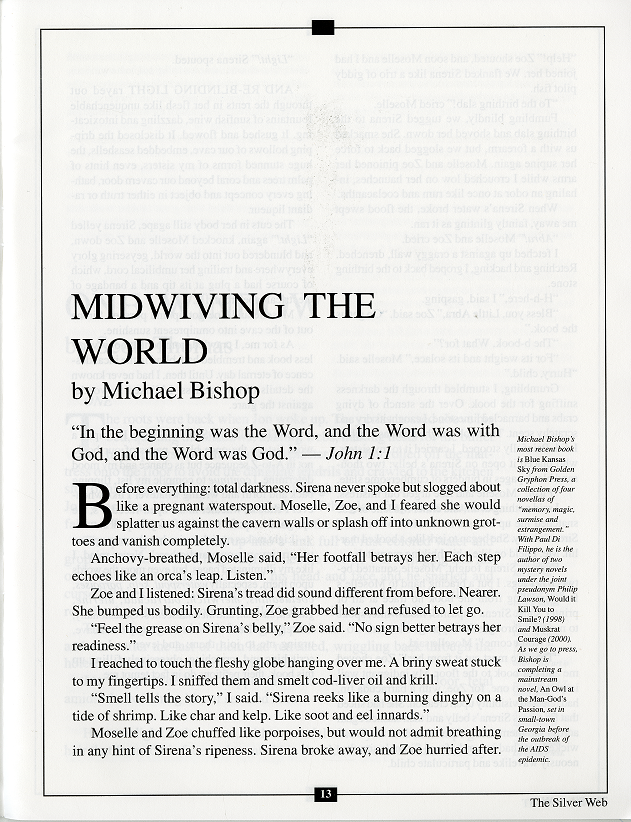 MIDWIVING THE
WORLD
by Michael Bishop
“In the beginning was the Word, and the Word was with
God, and the Word was God.” — John 1:1
Before everything: total darkness. Sirena never spoke but slogged about
like a pregnant waterspout. Moselle, Zoe, and I feared she would
splatter us against the cavern walls or splash off into unknown grot-
toes and vanish completely.
Anchovy-breathed, Moselle said, “Her footfall betrays her. Each step
echoes like an orca’s leap. Listen.”
Zoe and I listened: Sirena’s tread did sound different from before. Nearer.
She bumped us bodily. Grunting, Zoe grabbed her and refused to let go.
“Feel the grease on Sirena’s belly,” Zoe said. “No sign better betrays her
readiness.”
I reached to touch the fleshy globe hanging over me. A briny sweat stuck
to my fingertips. I sniffed them and smelt cod-liver oil and krill.
“Smell tells the story,” I said. “Sirena reeks like a burning dinghy on a
tide of shrimp. Like char and kelp. Like soot and eel innards.”
Moselle and Zoe chuffed like porpoises, but would not admit breathing
in any hint of Sirena’s ripeness. Sirena broke away, and Zoe hurried after.
Michael Bishop’s
most recent book
is Blue Kansas
Sky from Golden
Gryphon Press, a
collection of four
novellas of
“memory, magic,
surmise and
estrangement.”
With Paul Di
Filippo, he is the
author of two
mystery novels
under the joint
pseudonym Philip
Lawson, Would it
Kill You to
Smile? (1998)
and Muskrat
Courage (2000).
As we go to press,
Bishop is
completing a
mainstream
novel, An Owl at
the Man-God’s
Passion, set in
small-town
Georgia before
the outbreak of
the AIDS
epidemic.
13
The Silver Web